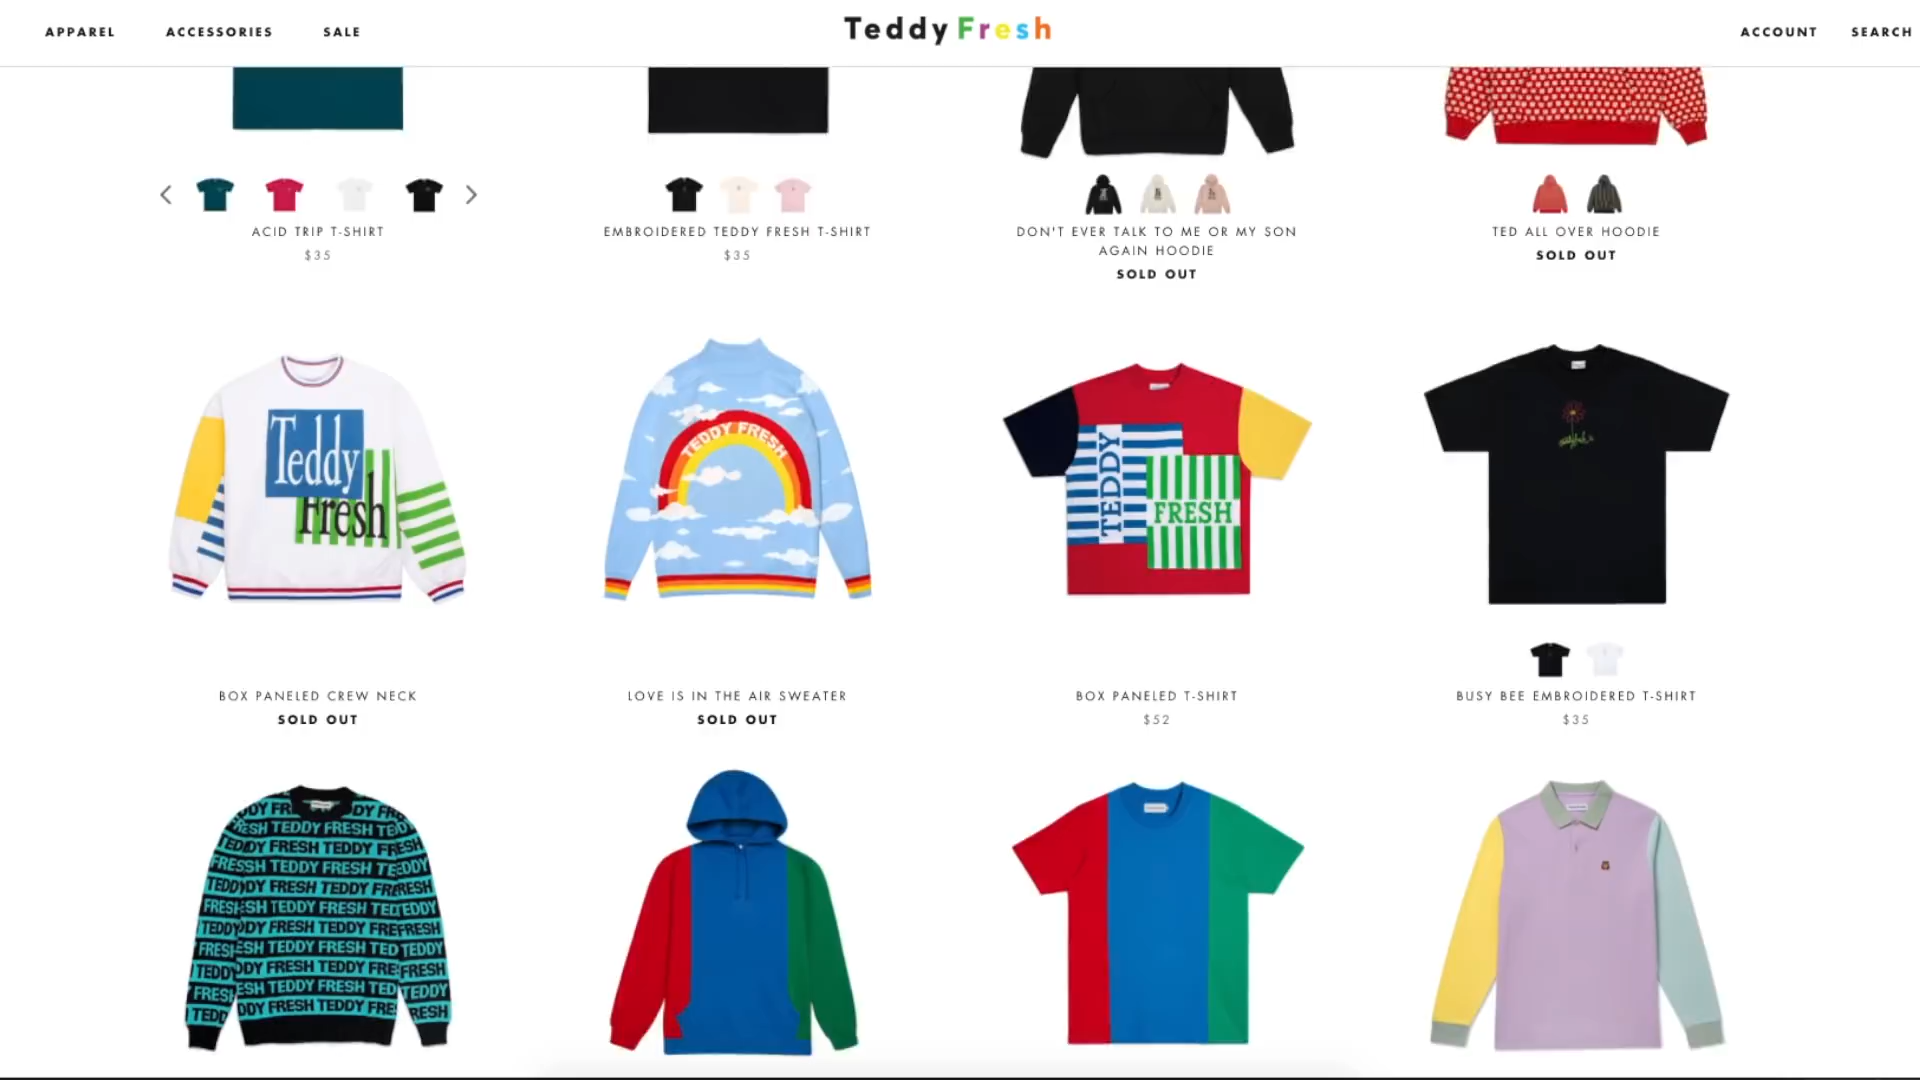 APPAREL ACCESSORIES SALE Teddy Fresh ACCOUNT SEARCH
ACID TRIP T-SHIRT
$35
EMBROIDERED TEDDY FRESH T-SHIRT
$35
DON'T EVER TALK TO ME OR MY SON
AGAIN HOODIE
SOLD OUT
TED ALL OVER HOODIE
SOLD OUT
Teddy
Fresh
TEDDY FRESH
TEDDY
FRESH
BOX PANELED CREW NECK
SOLD OUT
LOVE IS IN THE AIR SWEATER
SOLD OUT
BOX PANELED T-SHIRT
$52
BUSY BEE EMBROIDERED T-SHIRT
$35
FRESH TEDDY FRESH
TEDDY FRESH TEDDY FRESH